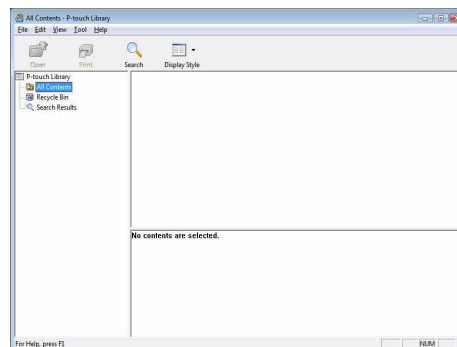 All Contents - P-touch Library
File Edit View Tool Help
Open Print Search Display Style
P-touch Library
All Contents
Recycle Bin
Search Results
No contents are selected.
For Help, press F1
NUM